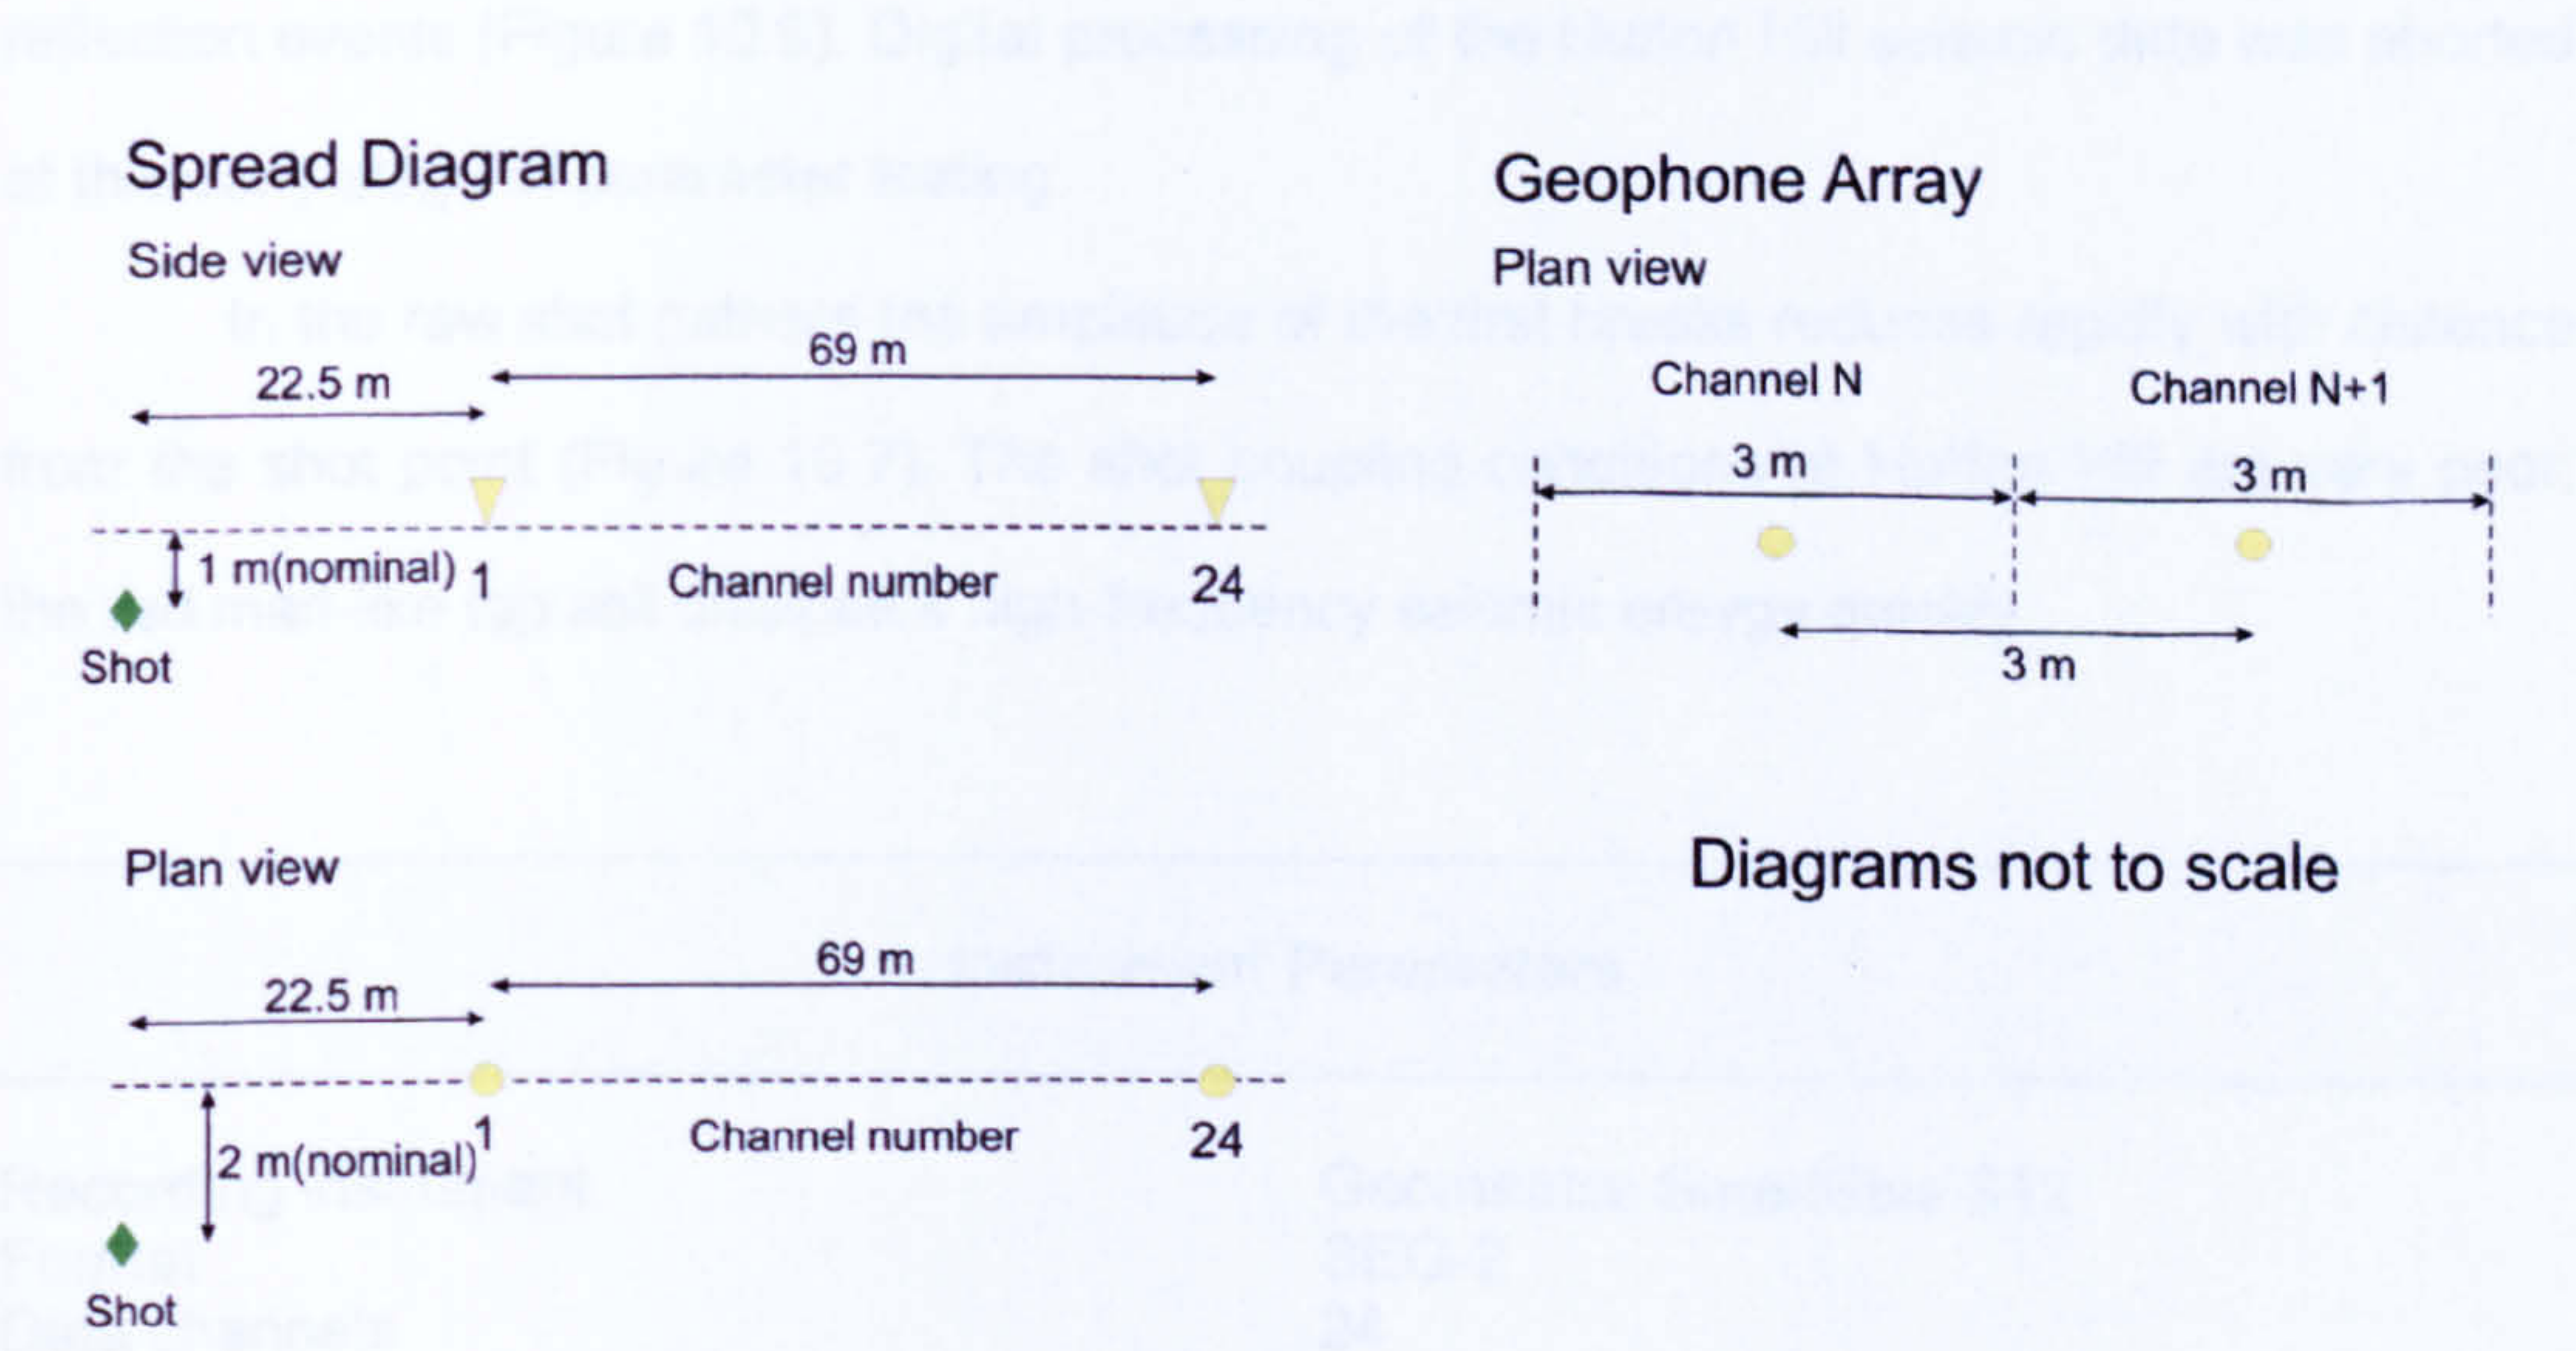 Spread Diagram
Side view
22.5 m
69 m
1 m(nominal)
1
Channel number
24
Shot
Geophone Array
Plan view
Channel N
Channel N+1
3 m
3 m
3 m
Plan view
22.5 m
69 m
2 m(nominal)
1
Channel number
24
Shot
Diagrams not to scale